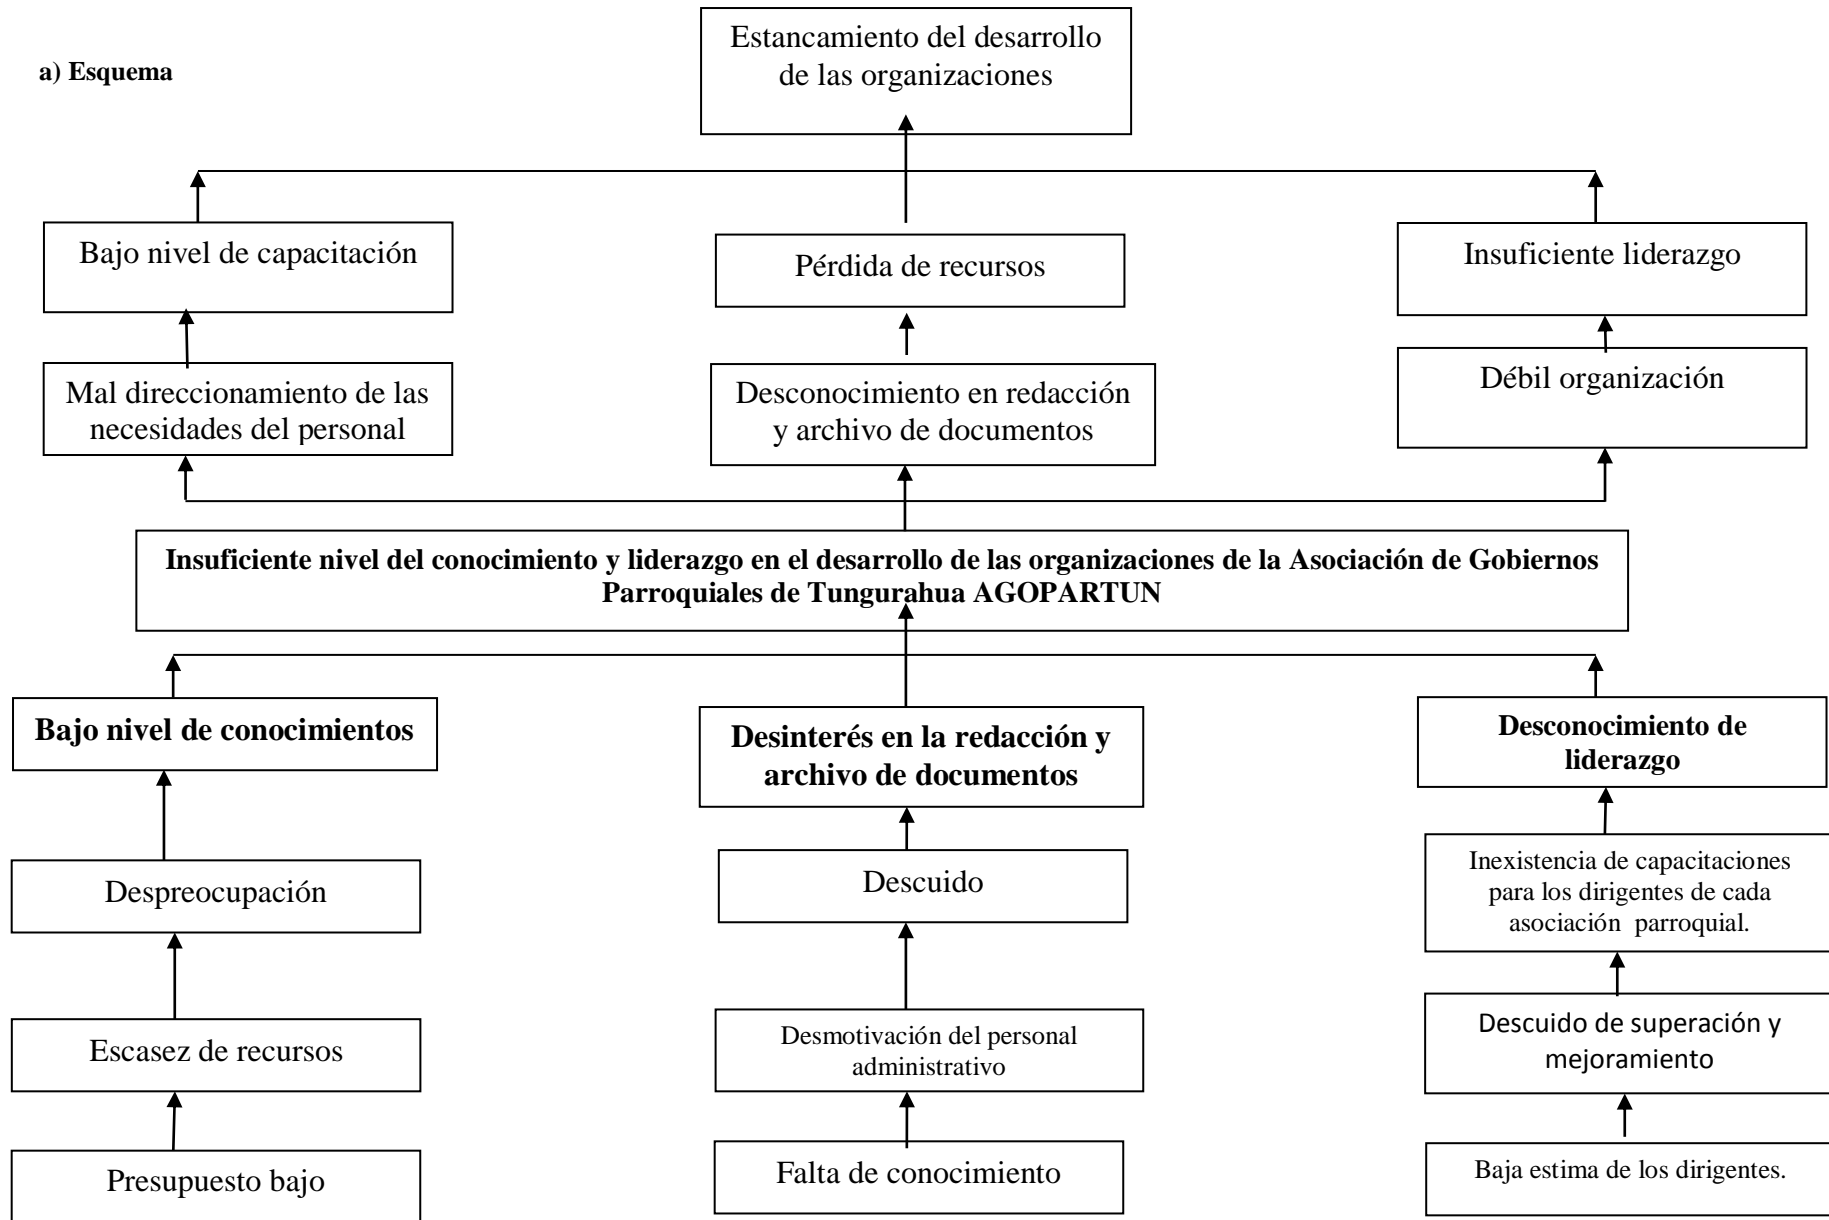 Estancamiento del desarrollo
de las organizaciones
a) Esquema
Bajo nivel de capacitación
Pérdida de recursos
Insuficiente liderazgo
Mal direccionamiento de las
necesidades del personal
Desconocimiento en redacción
y archivo de documentos
Débil organización
Insuficiente nivel del conocimiento y liderazgo en el desarrollo de las organizaciones de la Asociación de Gobiernos
Parroquiales de Tungurahua AGOPARTUN
Bajo nivel de conocimientos
Desinterés en la redacción y
archivo de documentos
Desconocimiento de
liderazgo
Despreocupación
Descuido
Inexistencia de capacitaciones
para los dirigentes de cada
asociación parroquial.
Escasez de recursos
Desmotivación del personal
administrativo
Descuido de superación y
mejoramiento
Presupuesto bajo
Falta de conocimiento
Baja estima de los dirigentes.